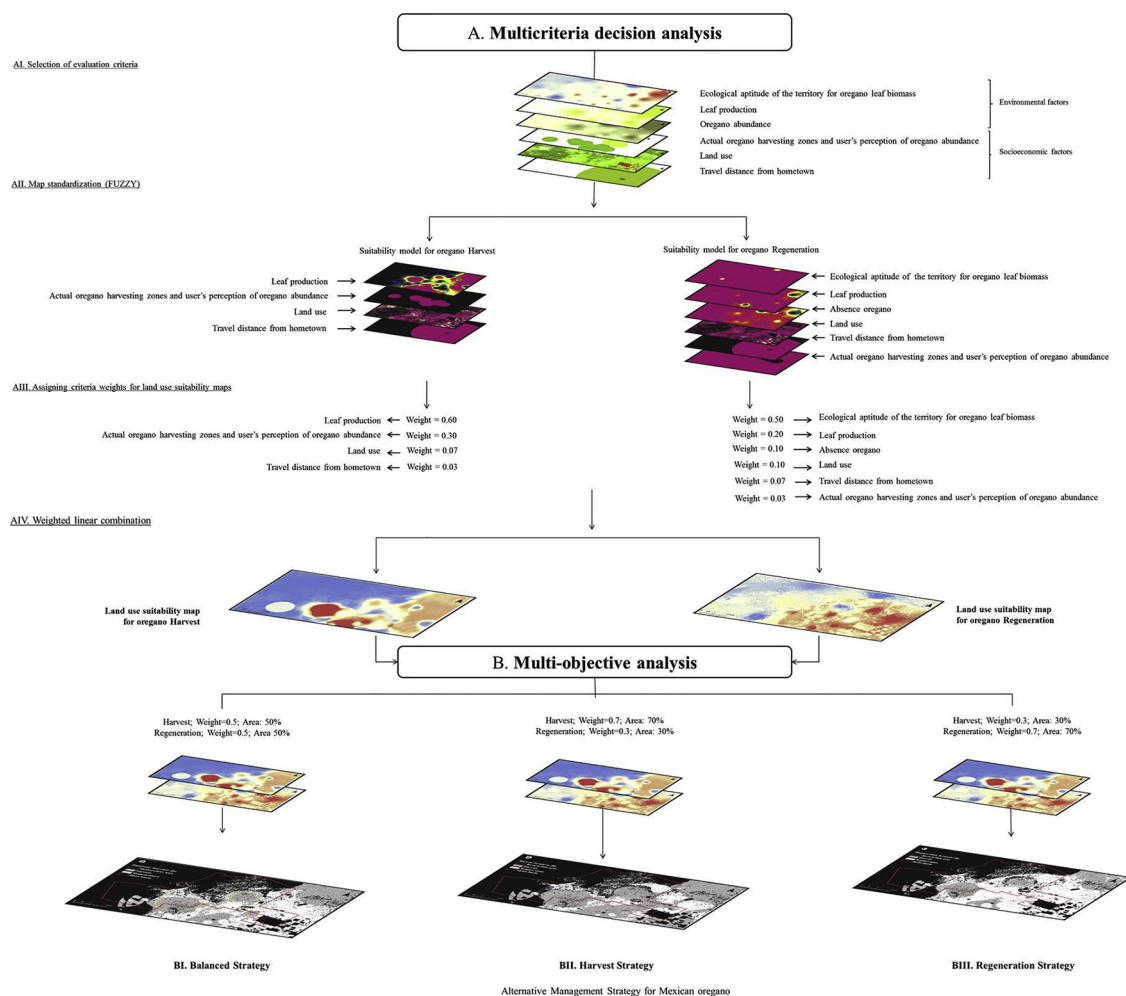 A. Multicriteria decision analysis
AI. Selection of evaluation criteria
Ecological aptitude of the territory for oregano leaf biomass
Leaf production
Oregano abundance
Environmental factors
Actual oregano harvesting zones and user's perception of oregano abundance
Land use
Travel distance from hometown
Socioeconomic factors
AII. Map standardization (FUZZY)
Suitability model for oregano Harvest
Leaf production
Actual oregano harvesting zones and user's perception of oregano abundance
Land use
Travel distance from hometown
Suitability model for oregano Regeneration
Ecological aptitude of the territory for oregano leaf biomass
Leaf production
Absence oregano
Land use
Travel distance from hometown
Actual oregano harvesting zones and user's perception of oregano abundance
AIII. Assigning criteria weights for land use suitability maps
Leaf production Weight = 0.60
Actual oregano harvesting zones and user's perception of oregano abundance Weight = 0.30
Land use Weight = 0.07
Travel distance from hometown Weight = 0.03
Weight = 0.50 Ecological aptitude of the territory for oregano leaf biomass
Weight = 0.20 Leaf production
Weight = 0.10 Absence oregano
Weight = 0.10 Land use
Weight = 0.07 Travel distance from hometown
Weight = 0.03 Actual oregano harvesting zones and user's perception of oregano abundance
AIV. Weighted linear combination
Land use suitability map
for oregano Harvest
Land use suitability map
for oregano Regeneration
B. Multi-objective analysis
Harvest; Weight=0.5; Area: 50%
Regeneration; Weight=0.5; Area 50%
Harvest; Weight=0.7; Area: 70%
Regeneration; Weight=0.3; Area: 30%
Harvest; Weight=0.3; Area: 30%
Regeneration; Weight=0.7; Area: 70%
BI. Balanced Strategy
BII. Harvest Strategy
BIII. Regeneration Strategy
Alternative Management Strategy for Mexican oregano